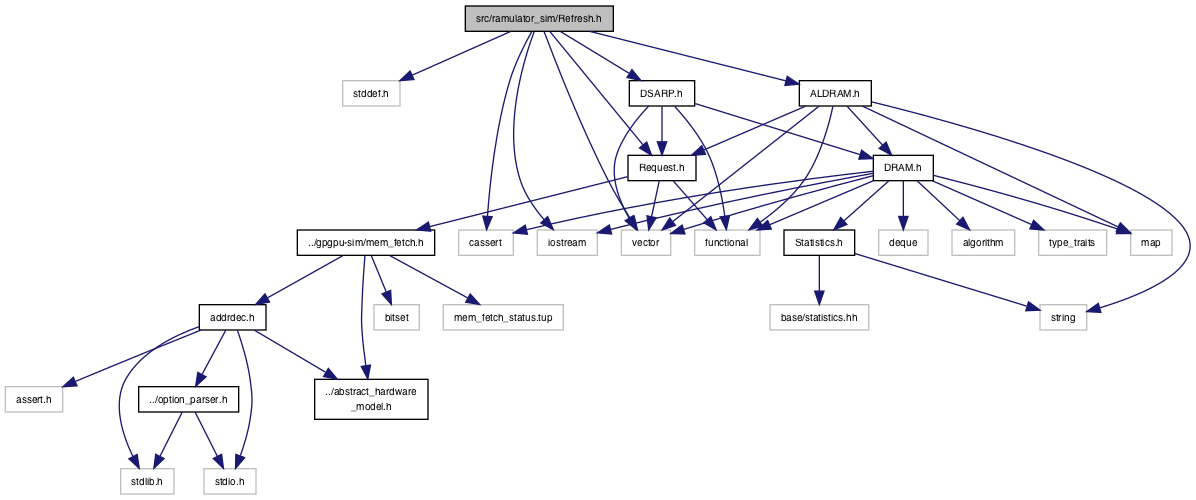 src/ramulator_sim/Refresh.h
stddef.h
DSARP.h
ALDRAM.h
Request.h
DRAM.h
../gpgpu-sim/mem_fetch.h
cassert
iostream
vector
functional
Statistics.h
deque
algorithm
type_traits
map
addrdec.h
bitset
mem_fetch_status.tup
base/statistics.hh
string
assert.h
../option_parser.h
../abstract_hardware
_model.h
stdlib.h
stdio.h